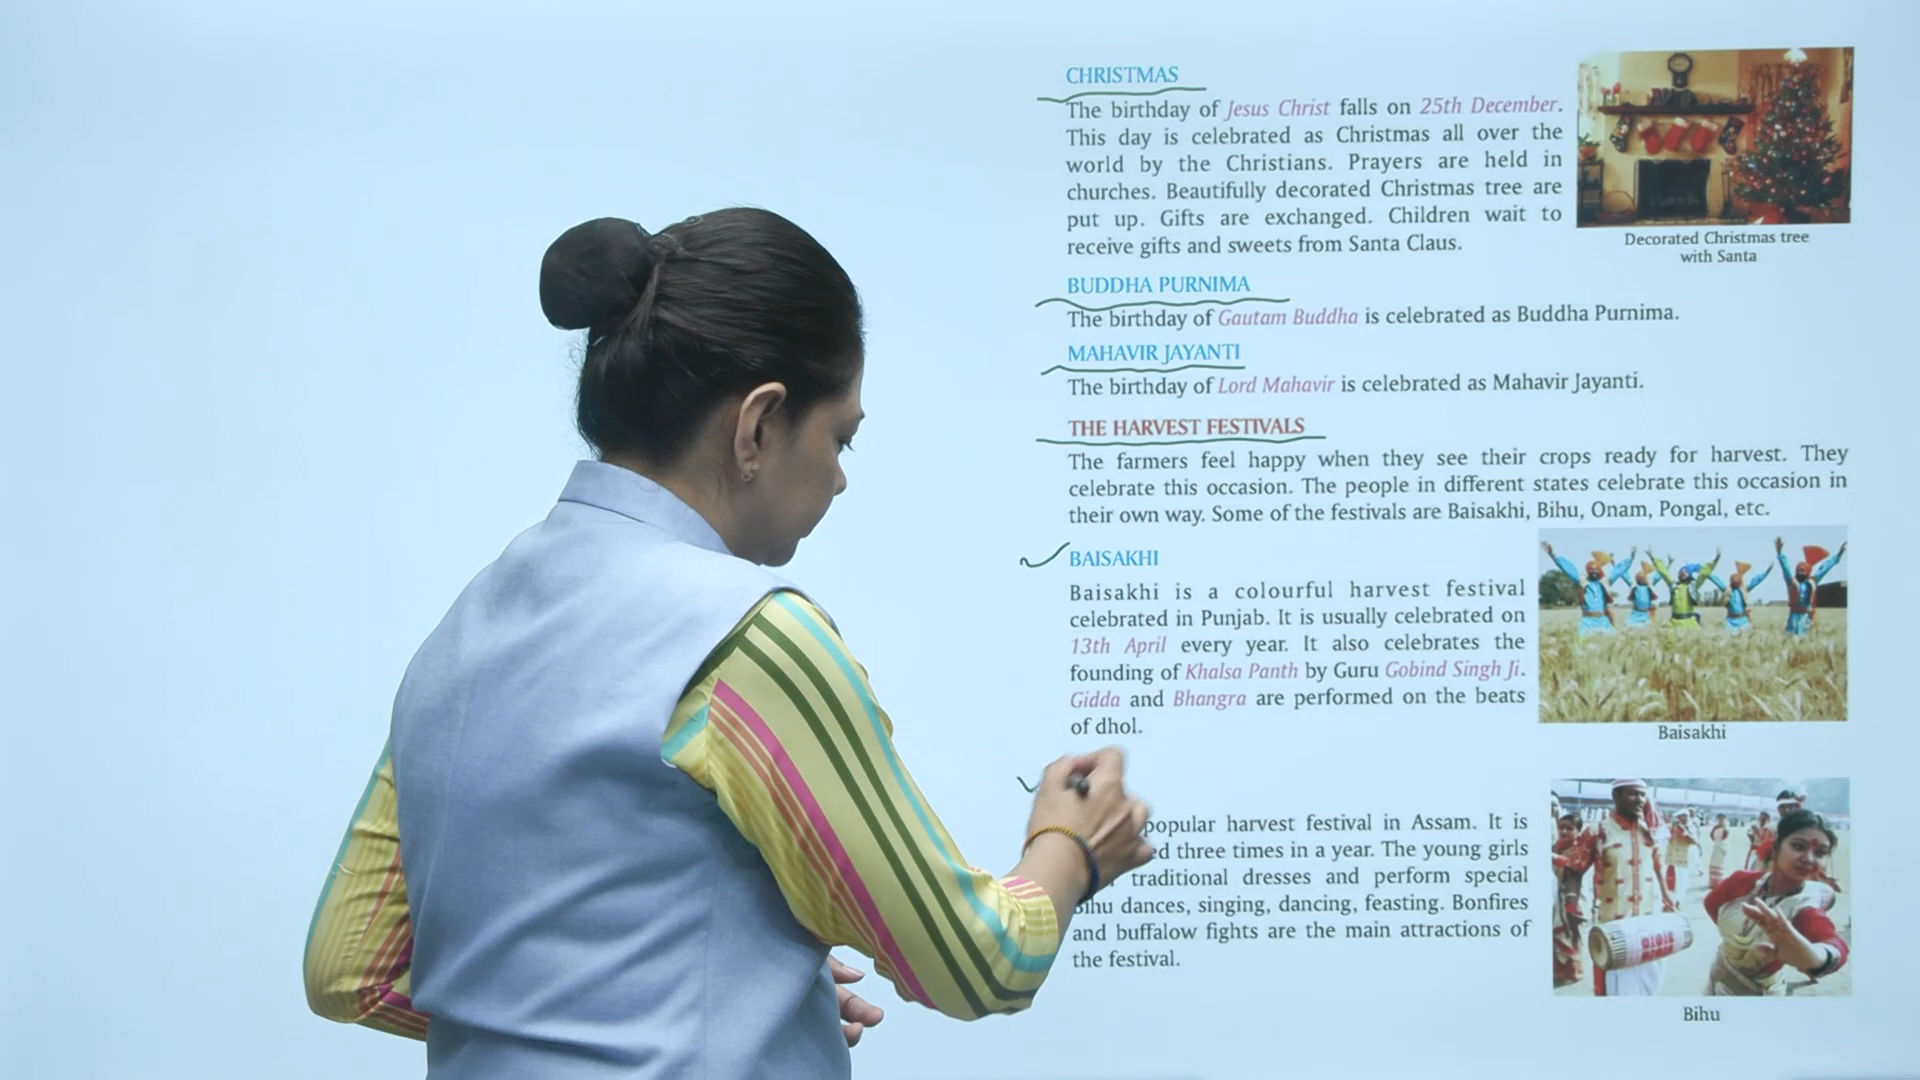 CHRISTMAS
The birthday of Jesus Christ falls on 25th December.
This day is celebrated as Christmas all over the
world by the Christians. Prayers are held in
churches. Beautifully decorated Christmas tree are
put up. Gifts are exchanged. Children wait to
receive gifts and sweets from Santa Claus.
Decorated Christmas tree
with Santa
BUDDHA PURNIMA
The birthday of Gautam Buddha is celebrated as Buddha Purnima.
MAHAVIR JAYANTI
The birthday of Lord Mahavir is celebrated as Mahavir Jayanti.
THE HARVEST FESTIVALS
The farmers feel happy when they see their crops ready for harvest. They
celebrate this occasion. The people in different states celebrate this occasion in
their own way. Some of the festivals are Baisakhi, Bihu, Onam, Pongal, etc.
BAISAKHI
Baisakhi is a colourful harvest festival
celebrated in Punjab. It is usually celebrated on
13th April every year. It also celebrates the
founding of Khalsa Panth by Guru Gobind Singh Ji.
Gidda and Bhangra are performed on the beats
of dhol.
Baisakhi
popular harvest festival in Assam. It is
three times in a year. The young girls
traditional dresses and perform special
Bihu dances, singing, dancing, feasting. Bonfires
and buffalow fights are the main attractions of
the festival.
Bihu